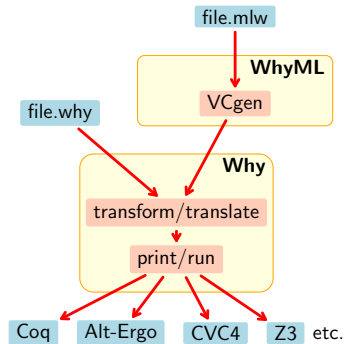 file.mlw
WhyML
VCgen
file.why
Why
transform/translate
print/run
Coq Alt-Ergo CVC4 Z3 etc.